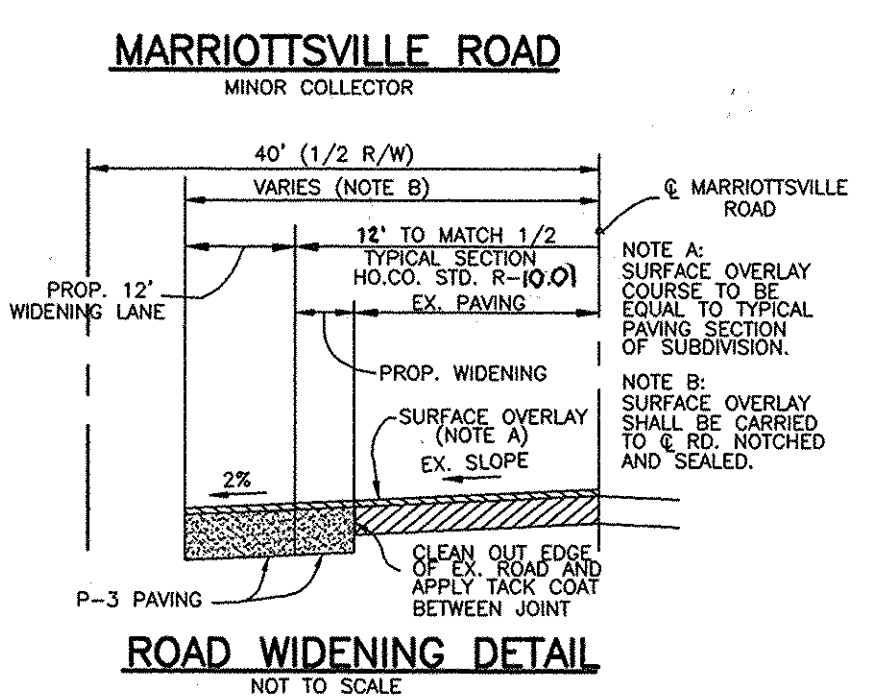 MARRIOTTSVILLE ROAD
MINOR COLLECTOR
40' (1/2 R/W)
VARIES (NOTE B)
℄ MARRIOTTSVILLE
ROAD
12' TO MATCH 1/2
TYPICAL SECTION
HO.CO. STD. R-10.01
EX. PAVING
PROP. 12'
WIDENING LANE
NOTE A:
SURFACE OVERLAY
COURSE TO BE
EQUAL TO TYPICAL
PAVING SECTION
OF SUBDIVISION.
PROP. WIDENING
NOTE B:
SURFACE OVERLAY
SHALL BE CARRIED
TO ℄ RD. NOTCHED
AND SEALED.
SURFACE OVERLAY
(NOTE A)
EX. SLOPE
2%
CLEAN OUT EDGE
OF EX. ROAD AND
APPLY TACK COAT
BETWEEN JOINT
P-3 PAVING
ROAD WIDENING DETAIL
NOT TO SCALE